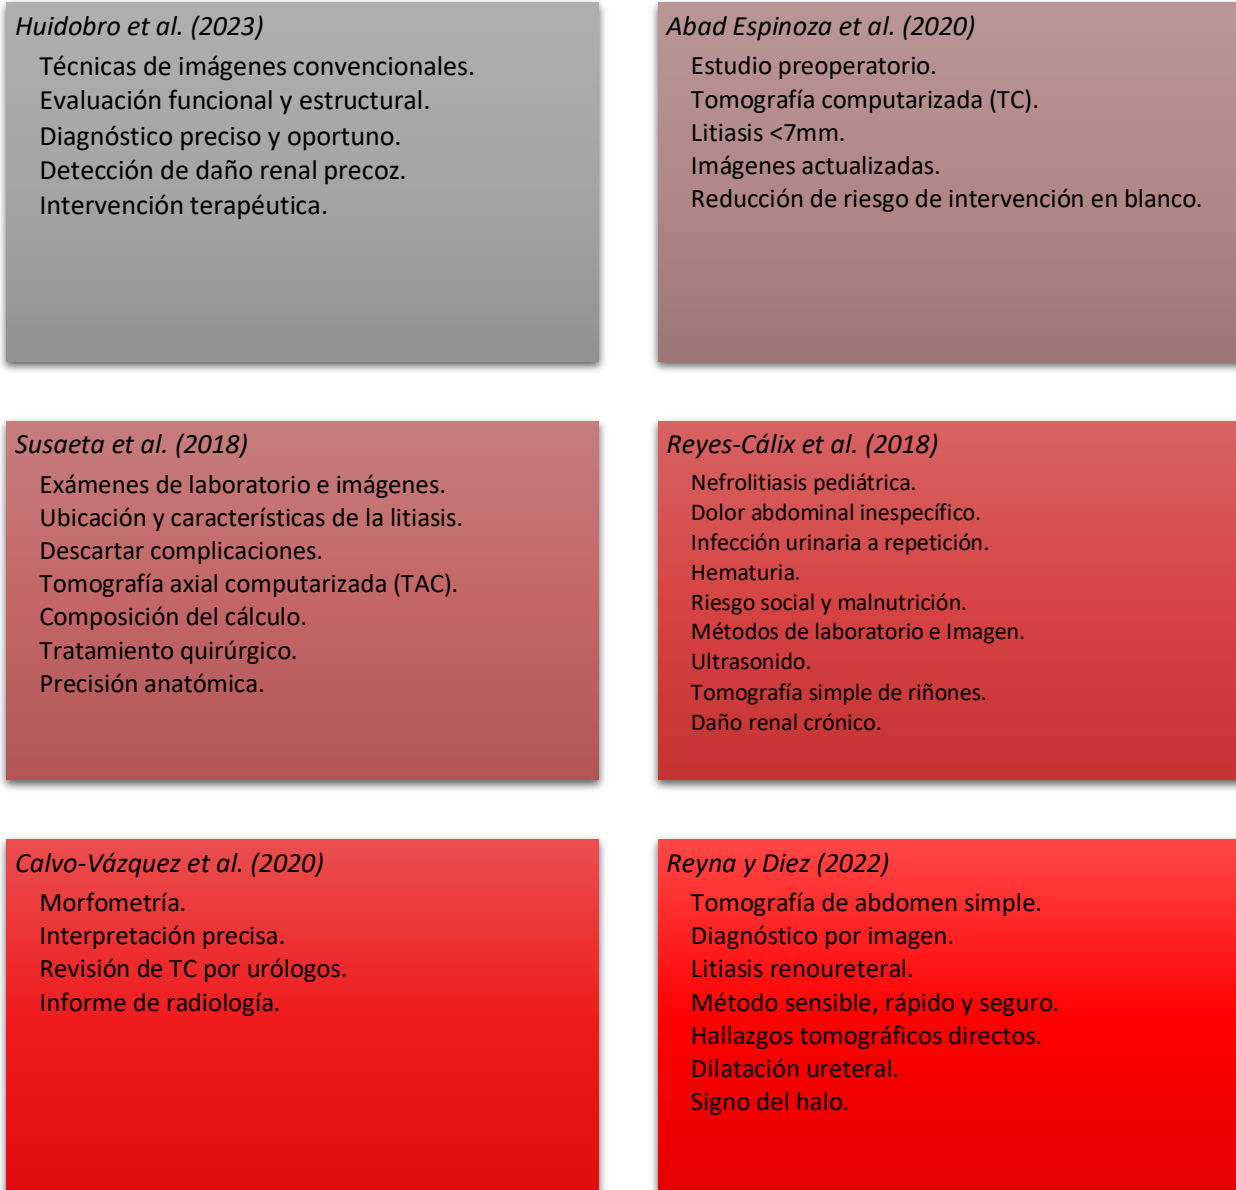 Huidobro et al. (2023)
Técnicas de imágenes convencionales.
Evaluación funcional y estructural.
Diagnóstico preciso y oportuno.
Detección de daño renal precoz.
Intervención terapéutica.
Abad Espinoza et al. (2020)
Estudio preoperatorio.
Tomografía computarizada (TC).
Litiasis <7mm.
Imágenes actualizadas.
Reducción de riesgo de intervención en blanco.
Susaeta et al. (2018)
Exámenes de laboratorio e imágenes.
Ubicación y características de la litiasis.
Descartar complicaciones.
Tomografía axial computarizada (TAC).
Composición del cálculo.
Tratamiento quirúrgico.
Precisión anatómica.
Reyes-Cálix et al. (2018)
Nefrolitiasis pediátrica.
Dolor abdominal inespecífico.
Infección urinaria a repetición.
Hematuria.
Riesgo social y malnutrición.
Métodos de laboratorio e Imagen.
Ultrasonido.
Tomografía simple de riñones.
Daño renal crónico.
Calvo-Vázquez et al. (2020)
Morfometría.
Interpretación precisa.
Revisión de TC por urólogos.
Informe de radiología.
Reyna y Diez (2022)
Tomografía de abdomen simple.
Diagnóstico por imagen.
Litiasis renoureteral.
Método sensible, rápido y seguro.
Hallazgos tomográficos directos.
Dilatación ureteral.
Signo del halo.